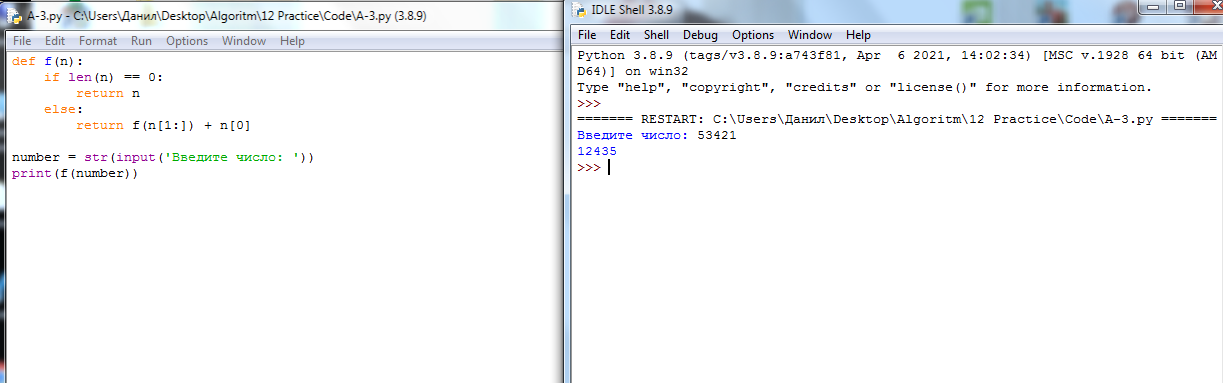 A-3.py - C:\Users\Данил\Desktop\Algoritm\12 Practice\Code\A-3.py (3.8.9)
File Edit Format Run Options Window Help
def f(n):
    if len(n) == 0:
        return n
    else:
        return f(n[1:]) + n[0]
number = str(input('Введите число: '))
print(f(number))
IDLE Shell 3.8.9
File Edit Shell Debug Options Window Help
Python 3.8.9 (tags/v3.8.9:a743f81, Apr  6 2021, 14:02:34) [MSC v.1928 64 bit (AM
D64)] on win32
Type "help", "copyright", "credits" or "license()" for more information.
>>>
======= RESTART: C:\Users\Данил\Desktop\Algoritm\12 Practice\Code\A-3.py =======
Введите число: 53421
12435
>>>